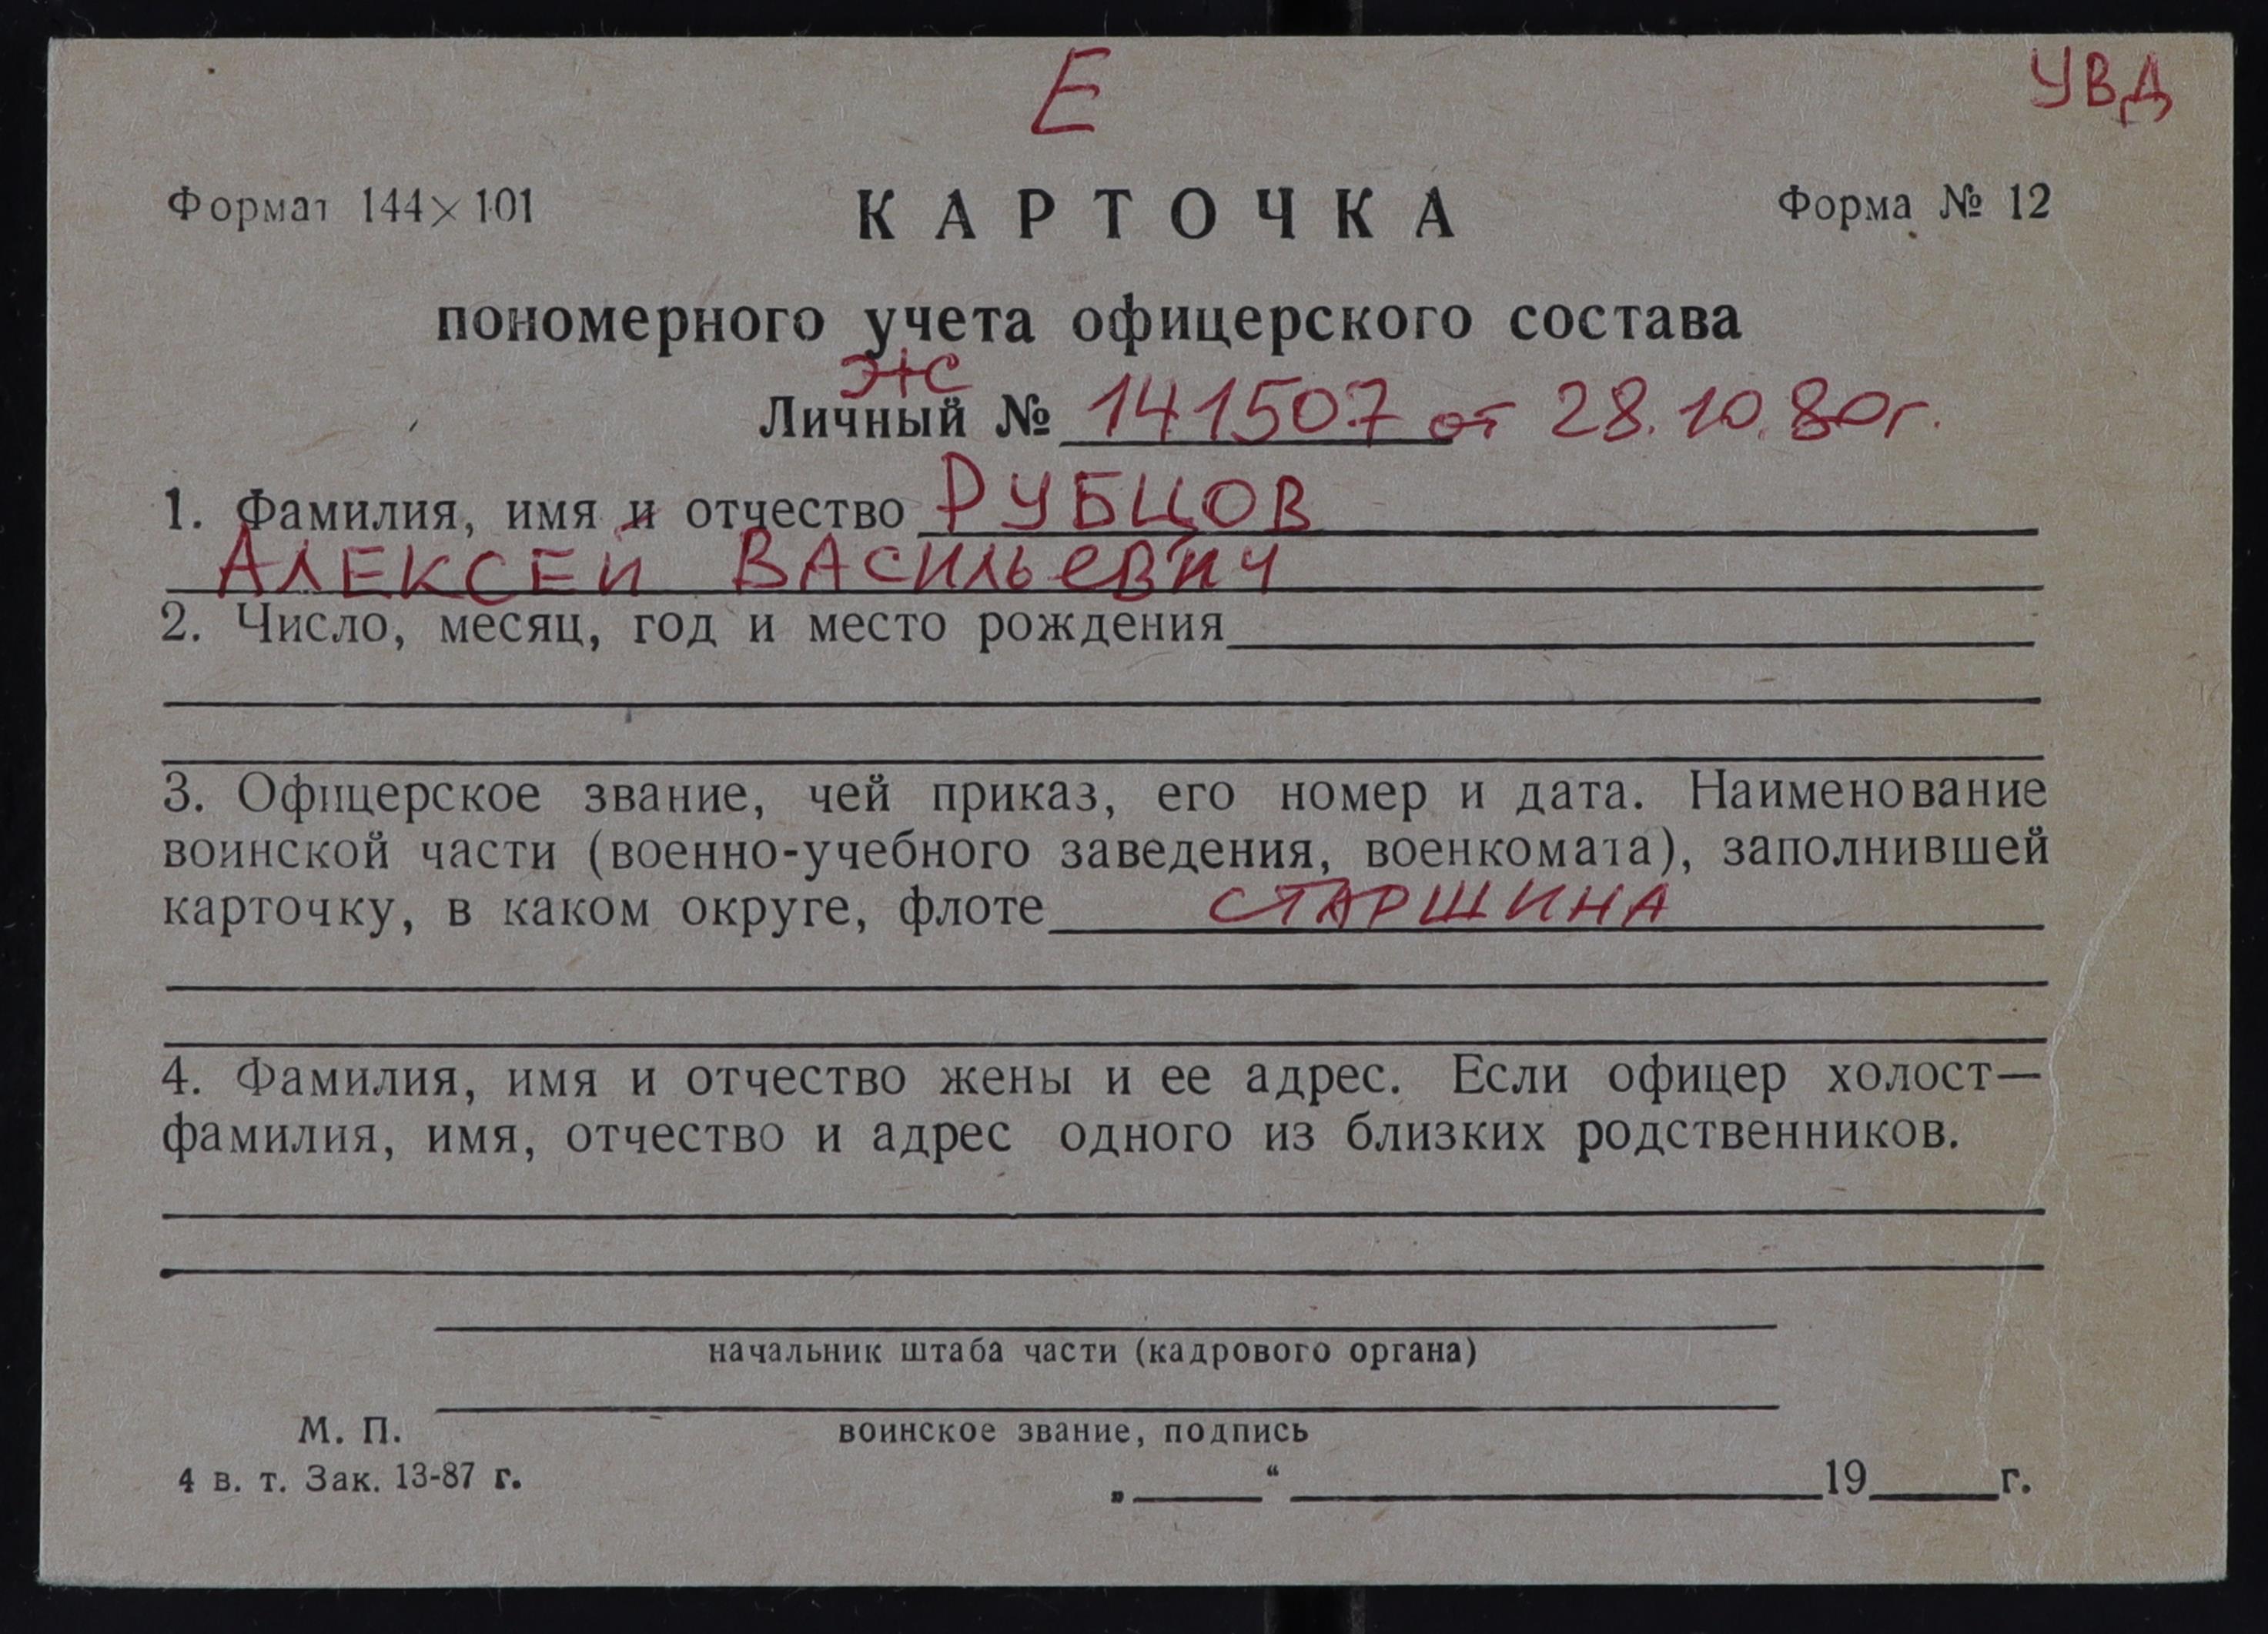 Е
УВД
Формат 144×101
КАРТОЧКА
Форма № 12
пономерного учета офицерского состава
Ж
Личный № 141507 от 28.10.80г.
1. Фамилия, имя и отчество РУБЦОВ
АЛЕКСЕЙ ВАСИЛЬЕВИЧ
2. Число, месяц, год и место рождения
3. Офицерское звание, чей приказ, его номер и дата. Наименование
воинской части (военно-учебного заведения, военкомата), заполнившей
карточку, в каком округе, флоте СТАРШИНА
4. Фамилия, имя и отчество жены и ее адрес. Если офицер холост—
фамилия, имя, отчество и адрес одного из близких родственников.
начальник штаба части (кадрового органа)
М. П.
воинское звание, подпись
4 в. т. Зак. 13-87 г.
„ “ 19 г.